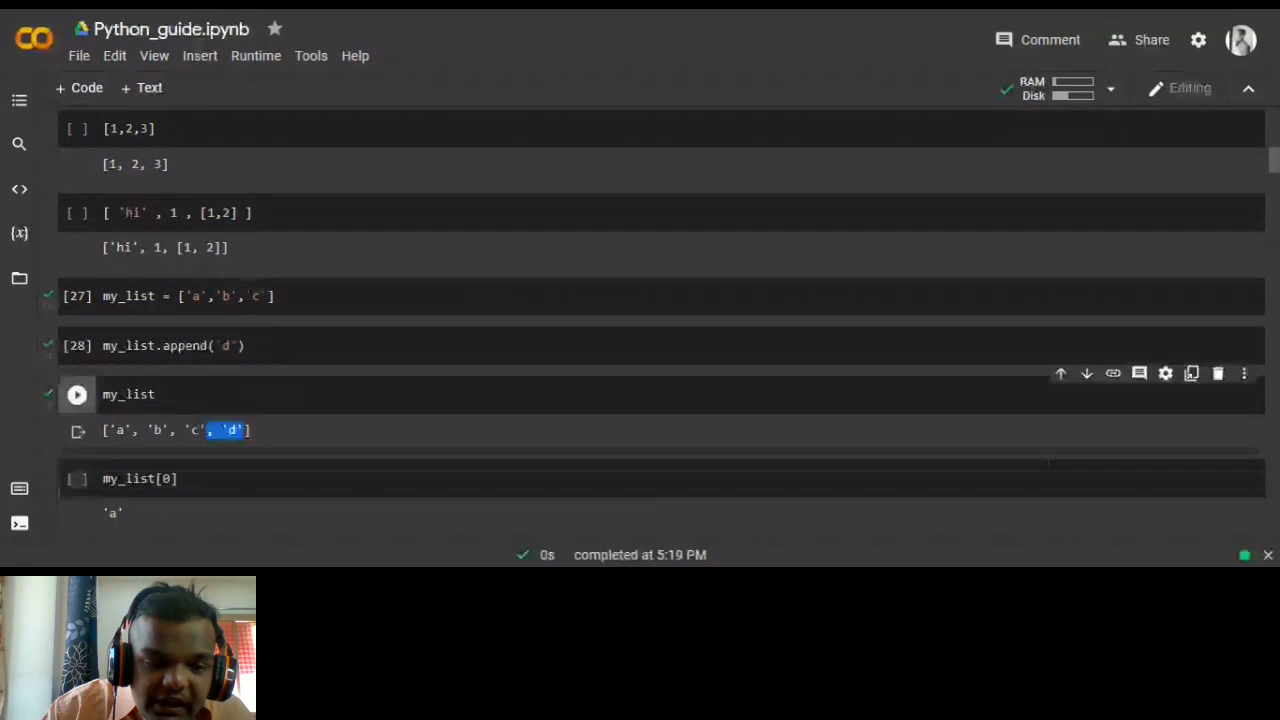 CO Python_guide.ipynb
File Edit View Insert Runtime Tools Help
Comment Share
+ Code + Text
RAM
Disk
Editing
[ ] [1,2,3]
[1, 2, 3]
[ ] [ 'hi' , 1 , [1,2] ]
['hi', 1, [1, 2]]
{x}
[27] my_list = ['a','b','c']
[28] my_list.append("d")
my_list
['a', 'b', 'c', 'd']
[ ] my_list[0]
'a'
0s completed at 5:19 PM